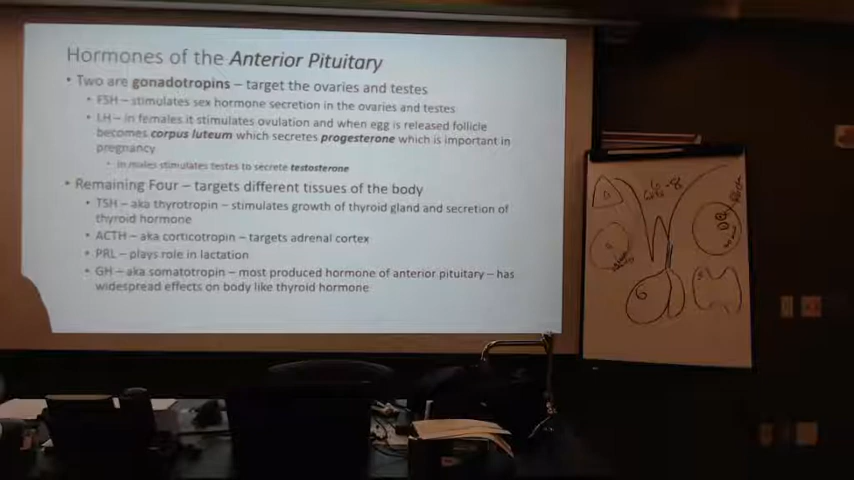 Hormones of the Anterior Pituitary
• Two are gonadotropins – target the ovaries and testes
• FSH – stimulates sex hormone secretion in the ovaries and testes
• LH – in females it stimulates ovulation and when egg is released follicle
becomes corpus luteum which secretes progesterone which is important in
pregnancy
• In males stimulates testes to secrete testosterone
• Remaining Four – targets different tissues of the body
• TSH – aka thyrotropin – stimulates growth of thyroid gland and secretion of
thyroid hormone
• ACTH – aka corticotropin – targets adrenal cortex
• PRL – plays role in lactation
• GH – aka somatotropin – most produced hormone of anterior pituitary – has
widespread effects on body like thyroid hormone